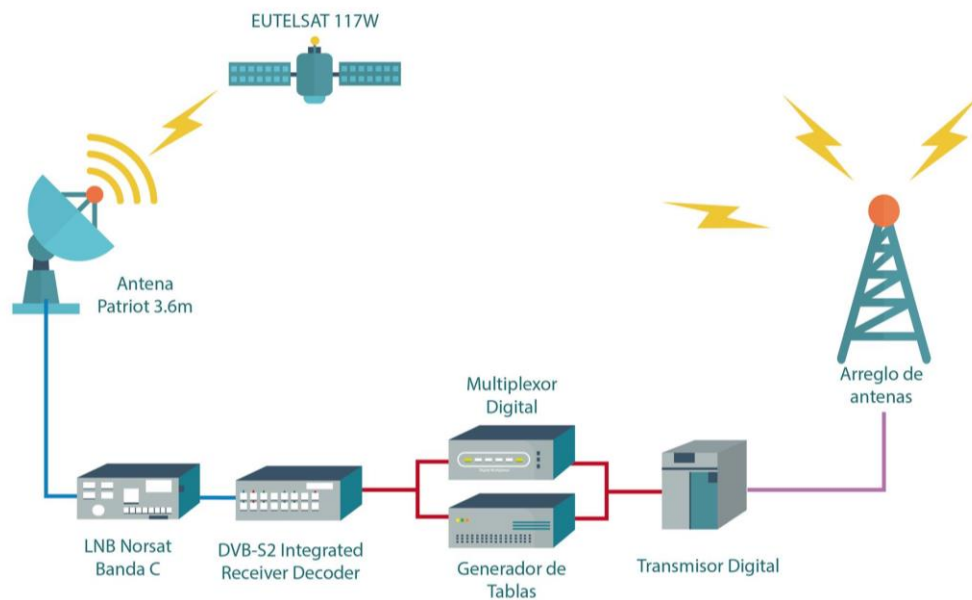 EUTELSAT 117W
Antena
Patriot 3.6m
Arreglo de
antenas
Multiplexor
Digital
LNB Norsat
Banda C
DVB-S2 Integrated
Receiver Decoder
Generador de
Tablas
Transmisor Digital